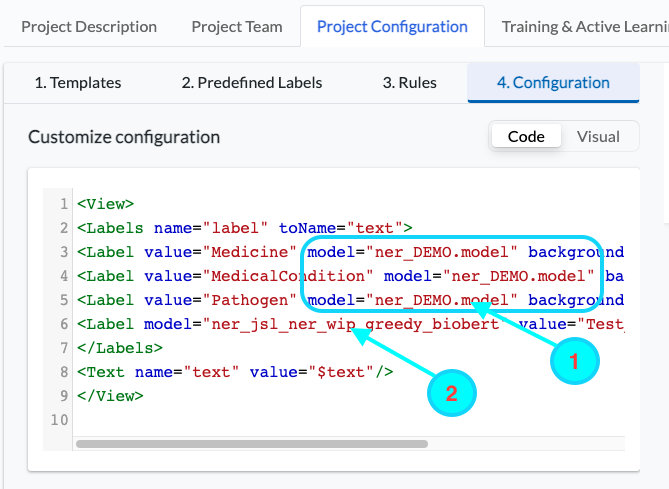 Project Description Project Team Project Configuration Training & Active Learni
1. Templates 2. Predefined Labels 3. Rules 4. Configuration
Customize configuration Code Visual
1 <View>
2 <Labels name="label" toName="text">
3 <Label value="Medicine" model="ner_DEMO.model" background
4 <Label value="MedicalCondition" model="ner_DEMO.model" ba
5 <Label value="Pathogen" model="ner_DEMO.model" background
6 <Label model="ner_jsl_ner_wip_greedy_biobert" value="Test_
7 </Labels>
8 <Text name="text" value="$text"/>
9 </View>
10
1
2